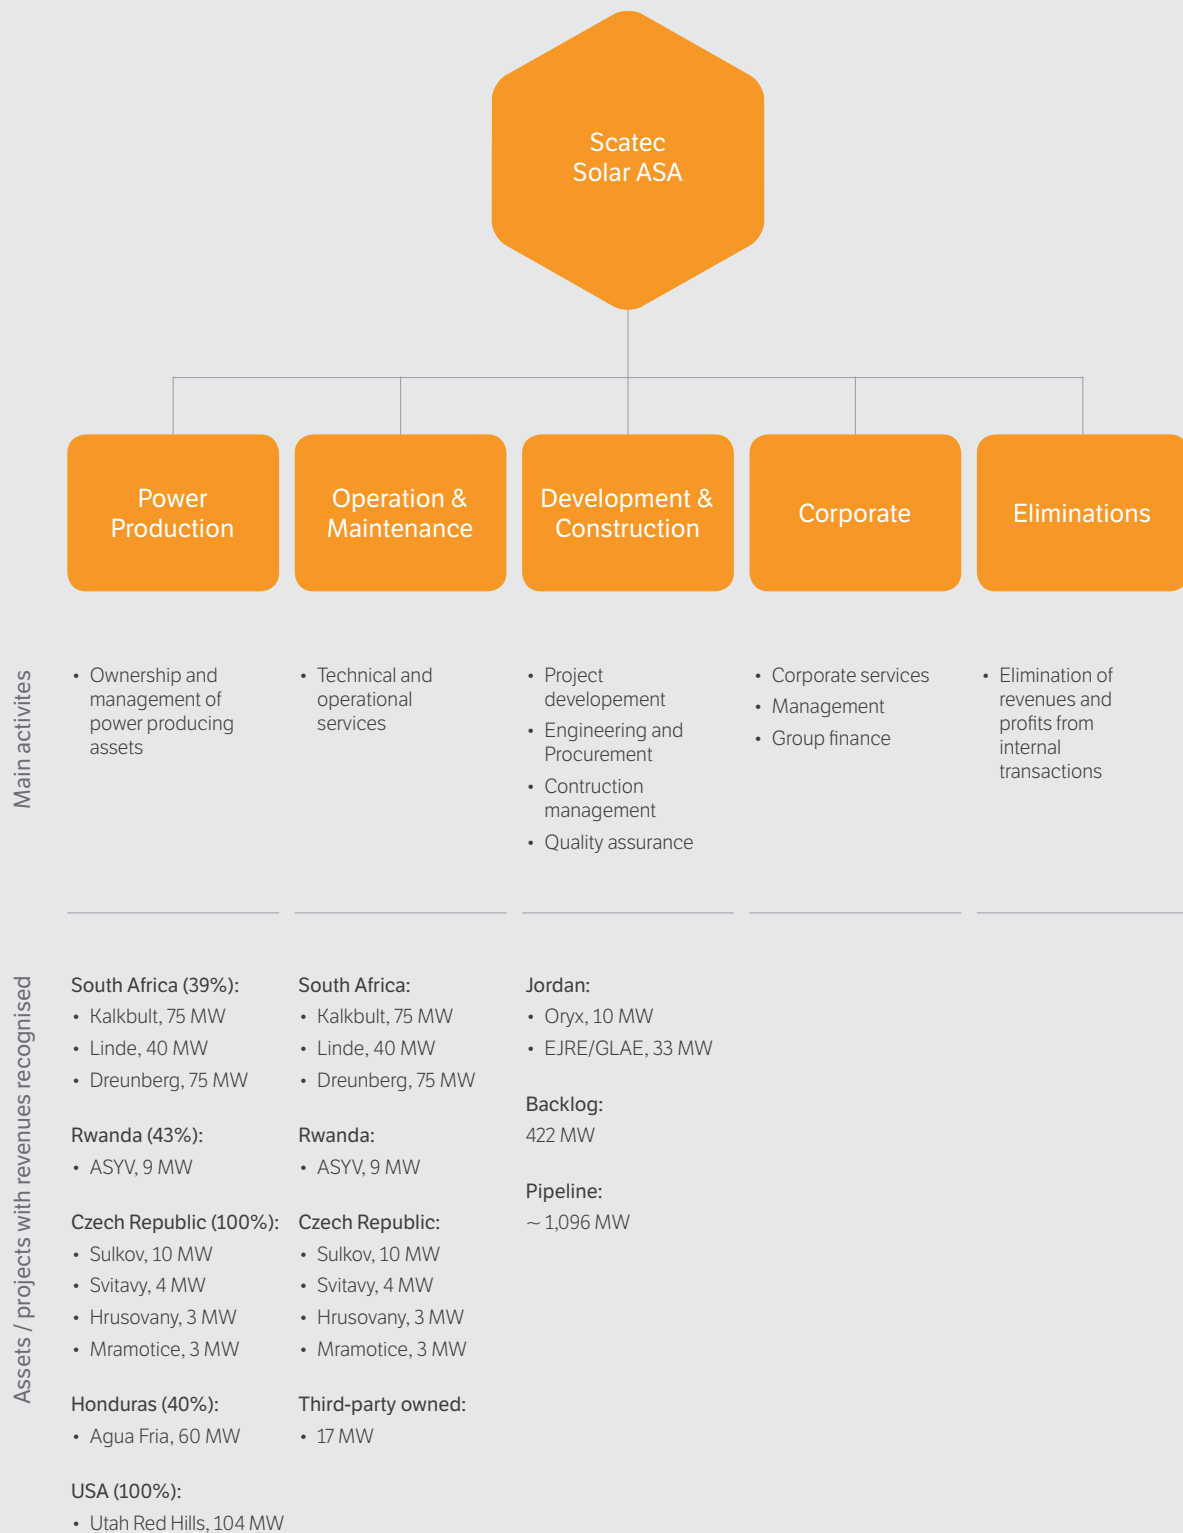 Scatec
Solar ASA
Power
Production
Operation &
Maintenance
Development &
Construction
Corporate
Eliminations
Main activites
• Ownership and
management of
power producing
assets
• Technical and
operational
services
• Project
developement
• Engineering and
Procurement
• Contruction
management
• Quality assurance
• Corporate services
• Management
• Group finance
• Elimination of
revenues and
profits from
internal
transactions
Assets / projects with revenues recognised
South Africa (39%):
• Kalkbult, 75 MW
• Linde, 40 MW
• Dreunberg, 75 MW
Rwanda (43%):
• ASYV, 9 MW
Czech Republic (100%):
• Sulkov, 10 MW
• Svitavy, 4 MW
• Hrusovany, 3 MW
• Mramotice, 3 MW
Honduras (40%):
• Agua Fria, 60 MW
USA (100%):
• Utah Red Hills, 104 MW
South Africa:
• Kalkbult, 75 MW
• Linde, 40 MW
• Dreunberg, 75 MW
Rwanda:
• ASYV, 9 MW
Czech Republic:
• Sulkov, 10 MW
• Svitavy, 4 MW
• Hrusovany, 3 MW
• Mramotice, 3 MW
Third-party owned:
• 17 MW
Jordan:
• Oryx, 10 MW
• EJRE/GLAE, 33 MW
Backlog:
422 MW
Pipeline:
~ 1,096 MW